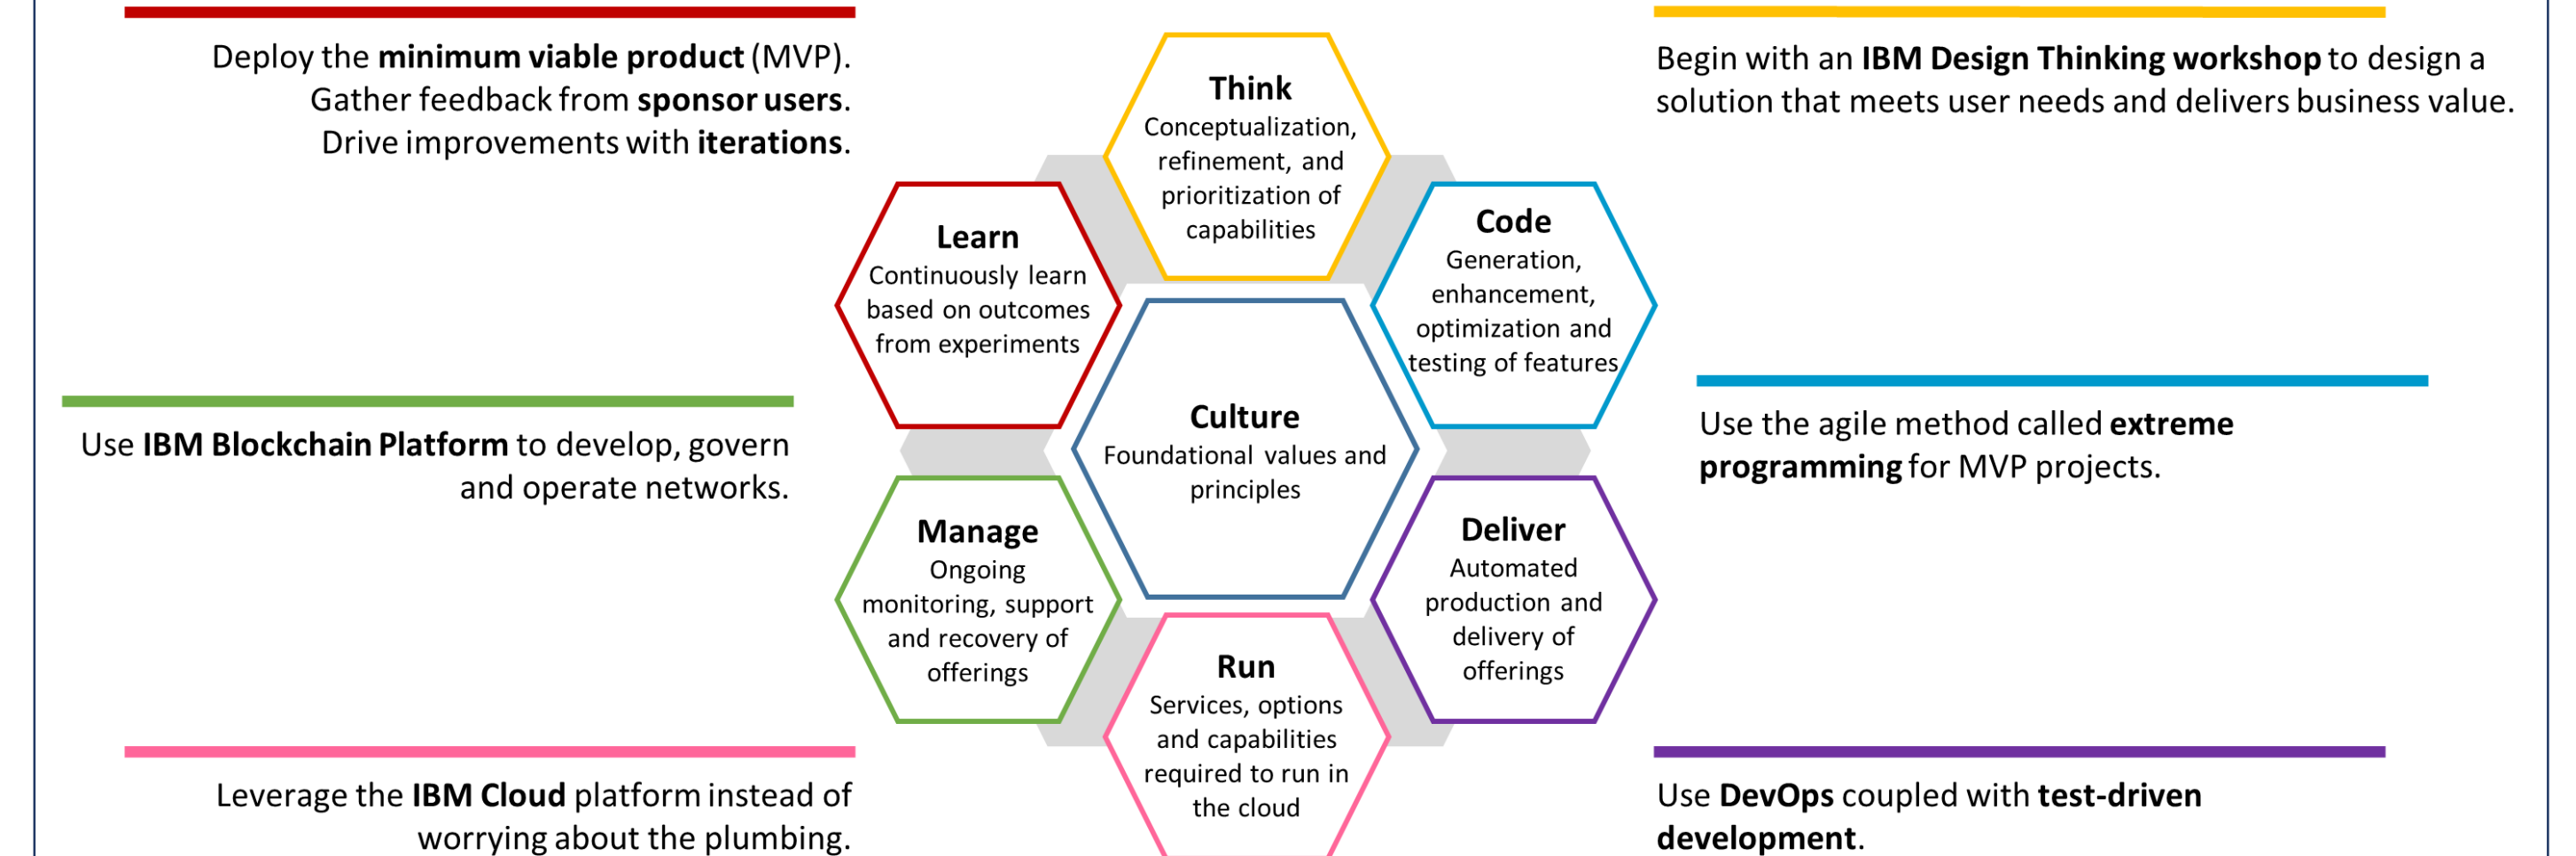 Deploy the minimum viable product (MVP).
Gather feedback from sponsor users.
Drive improvements with iterations.
Begin with an IBM Design Thinking workshop to design a
solution that meets user needs and delivers business value.
Think
Conceptualization,
refinement, and
prioritization of
capabilities
Learn
Continuously learn
based on outcomes
from experiments
Code
Generation,
enhancement,
optimization and
testing of features
Culture
Foundational values and
principles
Use IBM Blockchain Platform to develop, govern
and operate networks.
Use the agile method called extreme
programming for MVP projects.
Manage
Ongoing
monitoring, support
and recovery of
offerings
Deliver
Automated
production and
delivery of
offerings
Run
Services, options
and capabilities
required to run in
the cloud
Leverage the IBM Cloud platform instead of
worrying about the plumbing.
Use DevOps coupled with test-driven
development.